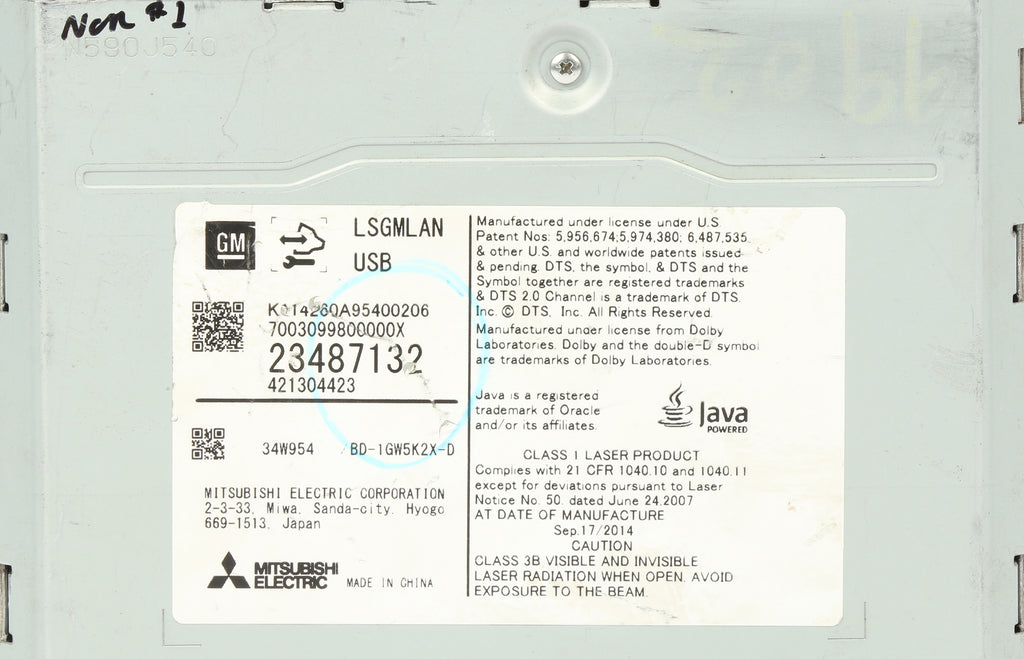 Non #1
N590J540
GM
LSGMLAN
USB
K014260A95400206
7003099800000X
23487132
421304423
34W954 BD-1GW5K2X-D
MITSUBISHI ELECTRIC CORPORATION
2-3-33, Miwa, Sanda-city, Hyogo
669-1513, Japan
MITSUBISHI
ELECTRIC MADE IN CHINA
Manufactured under license under U.S.
Patent Nos: 5,956,674;5,974,380; 6,487,535,
& other U.S. and worldwide patents issued
& pending. DTS, the symbol, & DTS and the
Symbol together are registered trademarks
& DTS 2.0 Channel is a trademark of DTS,
Inc. © DTS, Inc. All Rights Reserved.
Manufactured under license from Dolby
Laboratories. Dolby and the double-D symbol
are trademarks of Dolby Laboratories.
Java is a registered
trademark of Oracle
and/or its affiliates.
Java
POWERED
CLASS 1 LASER PRODUCT
Complies with 21 CFR 1040.10 and 1040.11
except for deviations pursuant to Laser
Notice No. 50, dated June 24,2007
AT DATE OF MANUFACTURE
Sep.17/2014
CAUTION
CLASS 3B VISIBLE AND INVISIBLE
LASER RADIATION WHEN OPEN. AVOID
EXPOSURE TO THE BEAM.